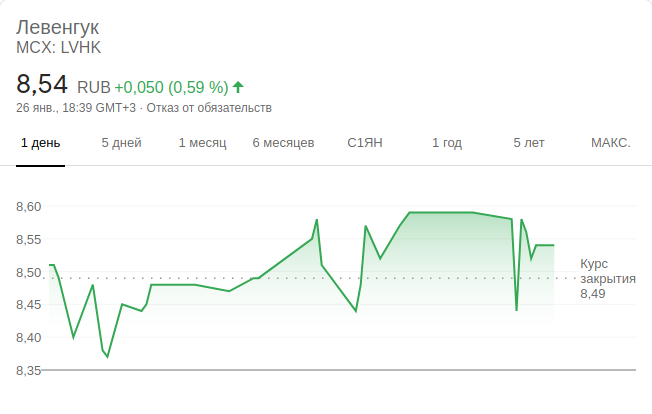 Левенгук
MCX: LVHK
8,54 RUB +0,050 (0,59 %)
26 янв., 18:39 GMT+3 · Отказ от обязательств
1 день 5 дней 1 месяц 6 месяцев С1ЯН 1 год 5 лет МАКС.
8,60
8,55
8,50
8,45
8,40
8,35
Курс
закрытия
8,49